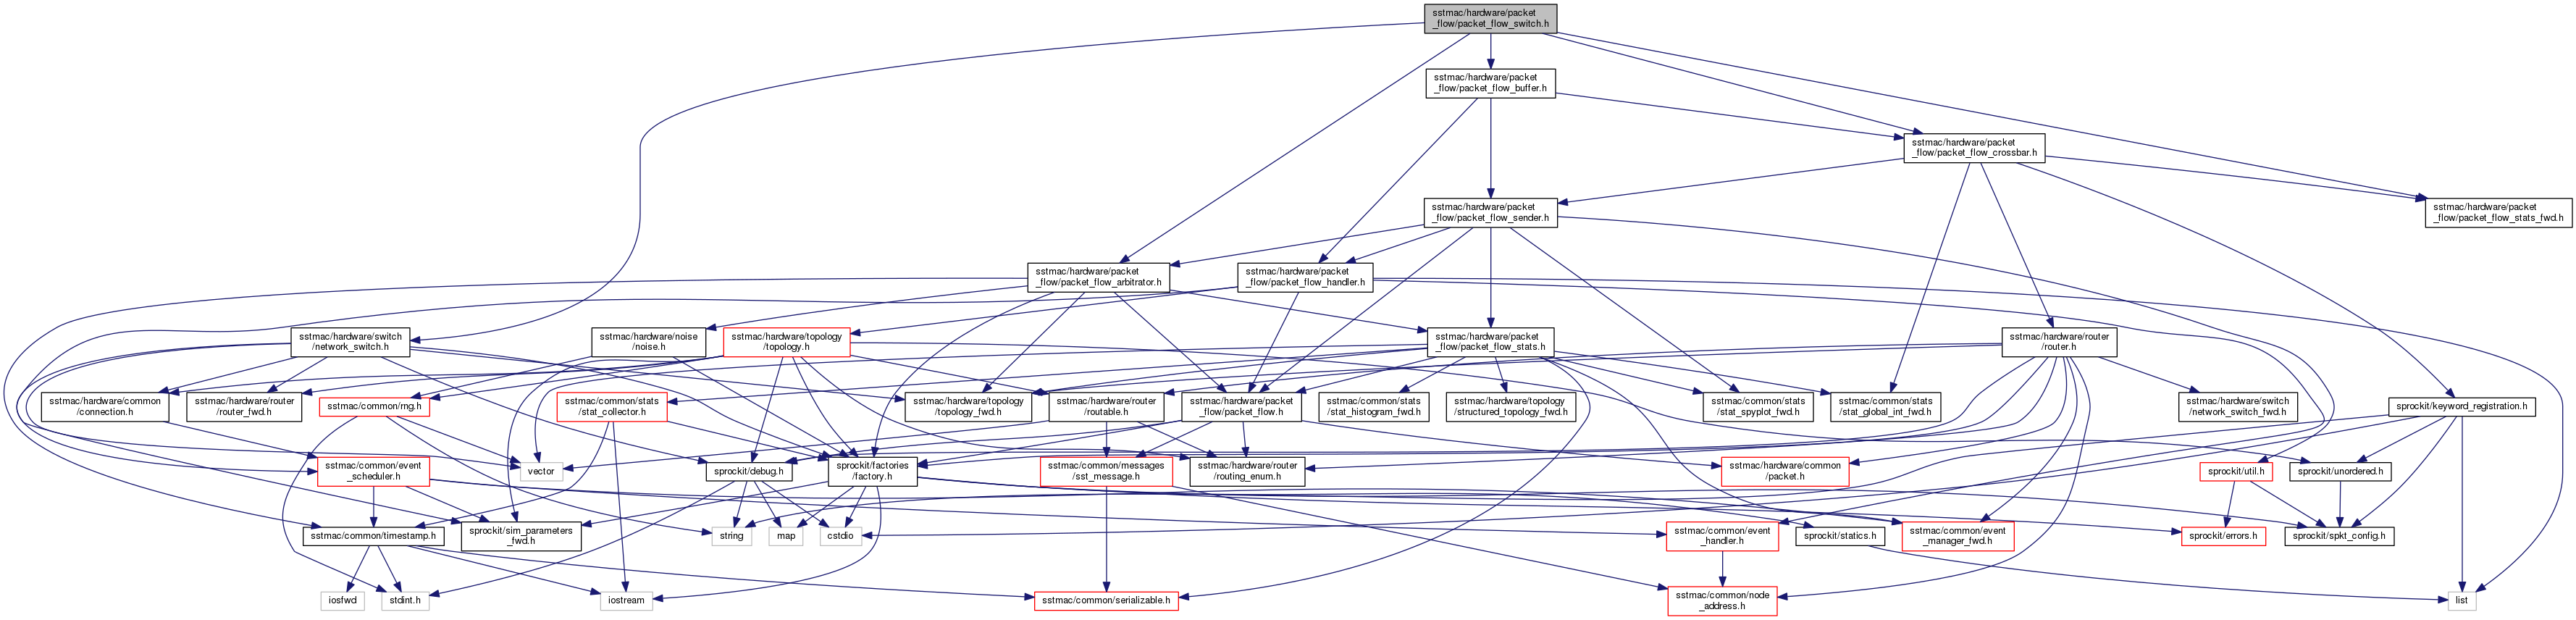 sstmac/hardware/packet
_flow/packet_flow_switch.h
sstmac/hardware/packet
_flow/packet_flow_buffer.h
sstmac/hardware/packet
_flow/packet_flow_crossbar.h
sstmac/hardware/packet
_flow/packet_flow_sender.h
sstmac/hardware/packet
_flow/packet_flow_stats_fwd.h
sstmac/hardware/packet
_flow/packet_flow_arbitrator.h
sstmac/hardware/packet
_flow/packet_flow_handler.h
sstmac/hardware/switch
/network_switch.h
sstmac/hardware/noise
/noise.h
sstmac/hardware/topology
/topology.h
sstmac/hardware/packet
_flow/packet_flow_stats.h
sstmac/hardware/router
/router.h
sstmac/hardware/common
/connection.h
sstmac/hardware/router
/router_fwd.h
sstmac/common/rng.h
sstmac/common/stats
/stat_collector.h
sstmac/hardware/topology
/topology_fwd.h
sstmac/hardware/router
/routable.h
sstmac/hardware/packet
_flow/packet_flow.h
sstmac/common/stats
/stat_histogram_fwd.h
sstmac/hardware/topology
/structured_topology_fwd.h
sstmac/common/stats
/stat_spyplot_fwd.h
sstmac/common/stats
/stat_global_int_fwd.h
sstmac/hardware/switch
/network_switch_fwd.h
sprockit/keyword_registration.h
sstmac/common/event
_scheduler.h
vector
sprockit/debug.h
sprockit/factories
/factory.h
sstmac/common/messages
/sst_message.h
sstmac/hardware/router
/routing_enum.h
sstmac/hardware/common
/packet.h
sprockit/util.h
sprockit/unordered.h
sstmac/common/timestamp.h
sprockit/sim_parameters
_fwd.h
string
map
cstdio
sstmac/common/event
_handler.h
sprockit/statics.h
sstmac/common/event
_manager_fwd.h
sprockit/errors.h
sprockit/spkt_config.h
iosfwd
stdint.h
iostream
sstmac/common/serializable.h
sstmac/common/node
_address.h
list